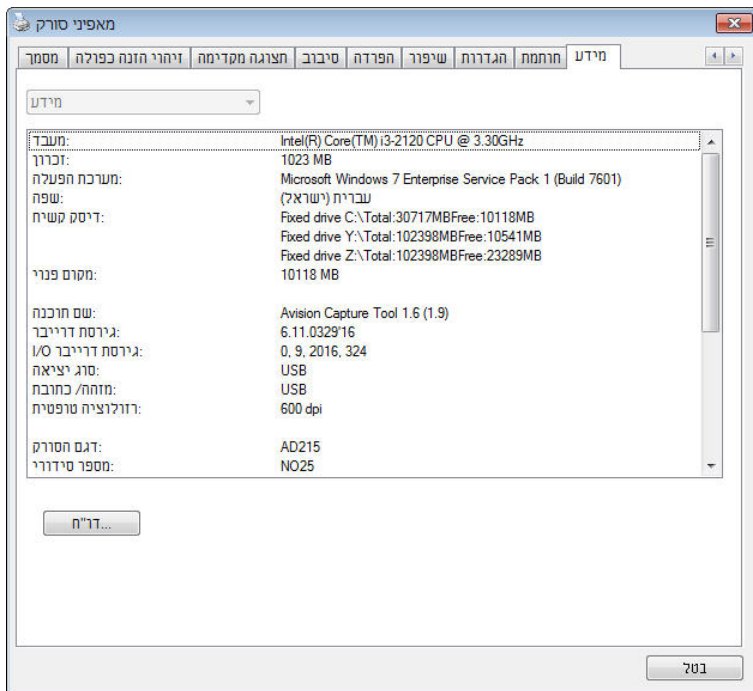 מאפיני סורק
מסמך זיהוי הזנה כפולה תצוגה מקדימה סיבוב הפרדה שיפור הגדרות חותמת מידע
מידע
מעבד: Intel(R) Core(TM) i3-2120 CPU @ 3.30GHz
זכרון: 1023 MB
מערכת הפעלה: Microsoft Windows 7 Enterprise Service Pack 1 (Build 7601)
שפה: עברית (ישראל)
דיסק קשיח: Fixed drive C:\Total:30717MBFree:10118MB
Fixed drive Y:\Total:102398MBFree:10541MB
Fixed drive Z:\Total:102398MBFree:23289MB
מקום פנוי: 10118 MB
שם תוכנה: Avision Capture Tool 1.6 (1.9)
גירסת דרייבר: 6.11.0329'16
גירסת דרייבר I/O: 0, 9, 2016, 324
סוג יציאה: USB
מזהה/ כתובת: USB
רזולוציה טופטית: 600 dpi
דגם הסורק: AD215
מספר סידורי: NO25
דו"ח...
בטל